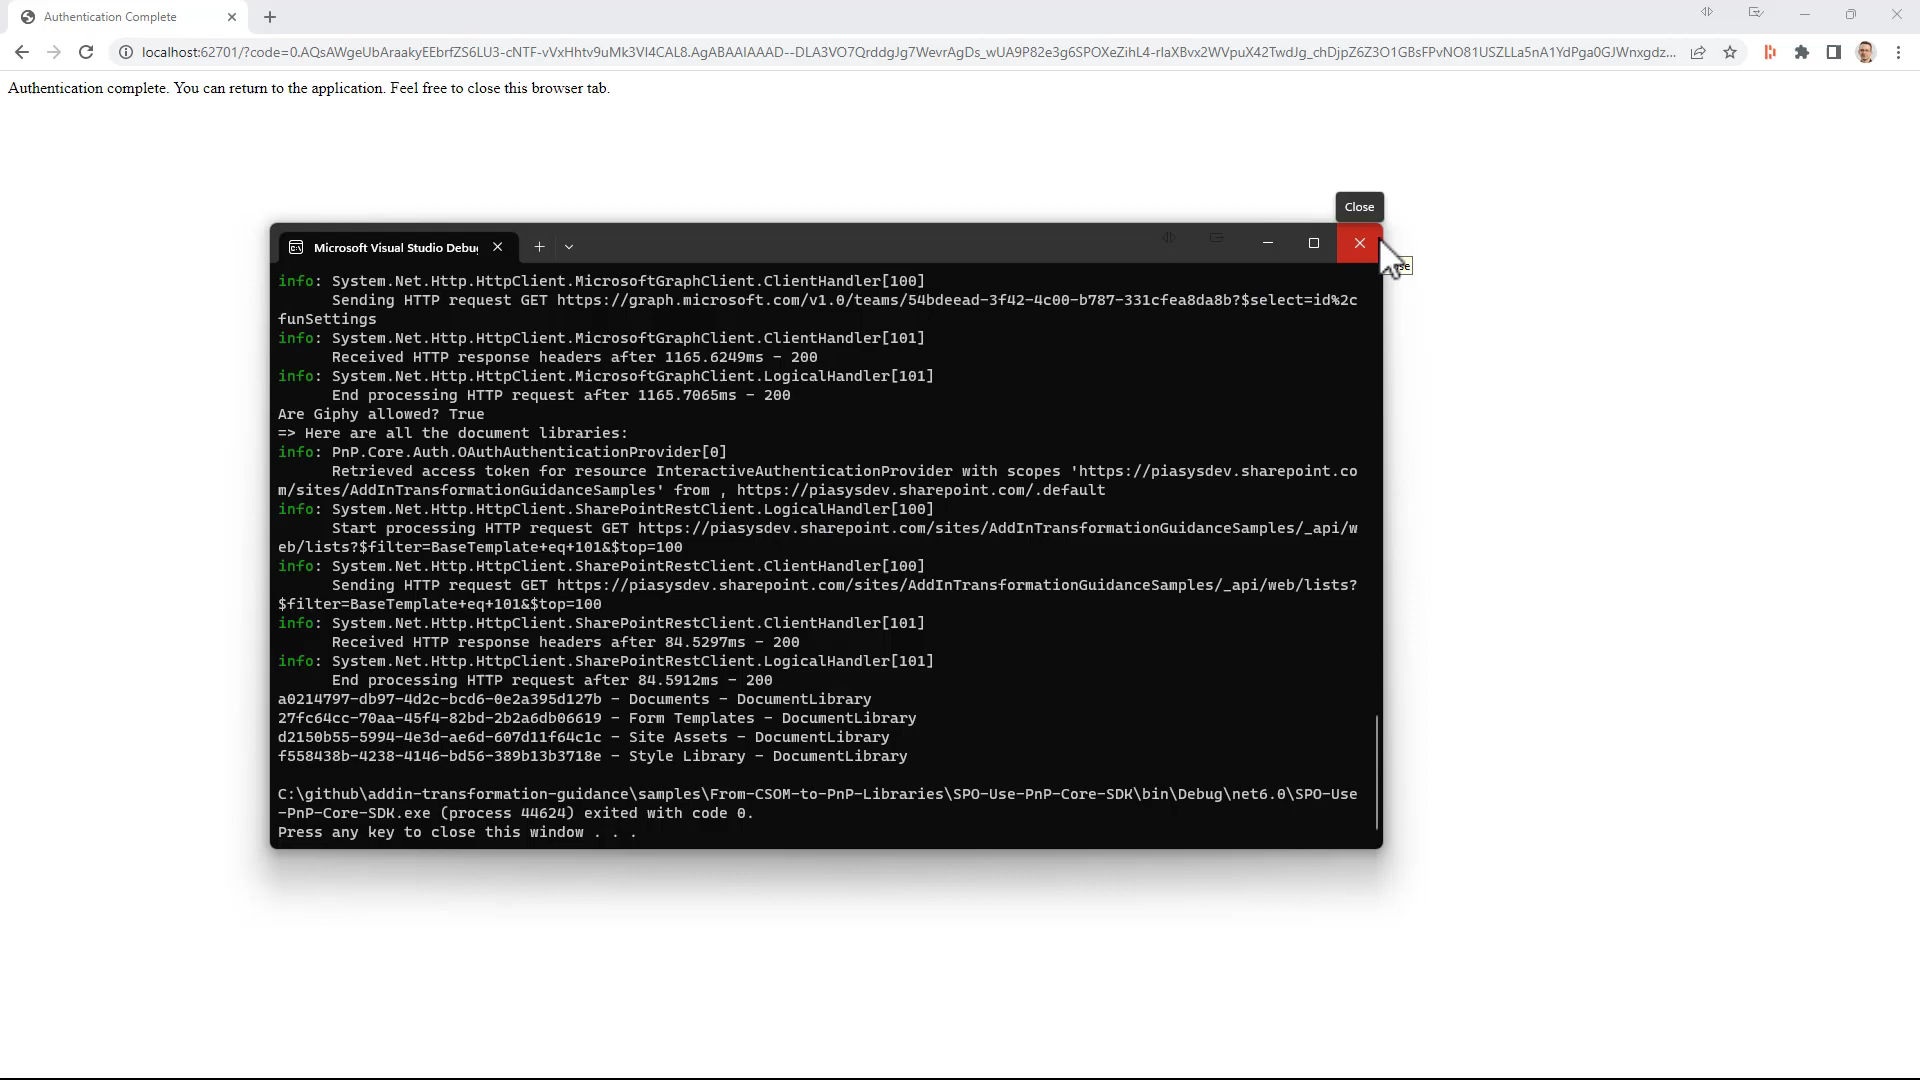 Authentication Complete
localhost:62701/?code=0.AQsAWgeUbAraakyEEbrfZS6LU3-cNTF-vVxHhtv9uMk3VI4CAL8.AgABAAIAAAD--DLA3VO7QrddgJg7WevrAgDs_wUA9P82e3g6SPOXeZihL4-rlaXBvx2WVpuX42TwdJg_chDjpZ6Z3O1GBsFPvNO81USZLLa5nA1YdPga0GJWnxgdz...
Authentication complete. You can return to the application. Feel free to close this browser tab.
Close
Microsoft Visual Studio Debu
info: System.Net.Http.HttpClient.MicrosoftGraphClient.ClientHandler[100]
Sending HTTP request GET https://graph.microsoft.com/v1.0/teams/54bdeead-3f42-4c00-b787-331cfea8da8b?$select=id%2c
funSettings
info: System.Net.Http.HttpClient.MicrosoftGraphClient.ClientHandler[101]
Received HTTP response headers after 1165.6249ms - 200
info: System.Net.Http.HttpClient.MicrosoftGraphClient.LogicalHandler[101]
End processing HTTP request after 1165.7065ms - 200
Are Giphy allowed? True
=> Here are all the document libraries:
info: PnP.Core.Auth.OAuthAuthenticationProvider[0]
Retrieved access token for resource InteractiveAuthenticationProvider with scopes 'https://piasysdev.sharepoint.co
m/sites/AddInTransformationGuidanceSamples' from , https://piasysdev.sharepoint.com/.default
info: System.Net.Http.HttpClient.SharePointRestClient.LogicalHandler[100]
Start processing HTTP request GET https://piasysdev.sharepoint.com/sites/AddInTransformationGuidanceSamples/_api/w
eb/lists?$filter=BaseTemplate+eq+101&$top=100
info: System.Net.Http.HttpClient.SharePointRestClient.ClientHandler[100]
Sending HTTP request GET https://piasysdev.sharepoint.com/sites/AddInTransformationGuidanceSamples/_api/web/lists?
$filter=BaseTemplate+eq+101&$top=100
info: System.Net.Http.HttpClient.SharePointRestClient.ClientHandler[101]
Received HTTP response headers after 84.5297ms - 200
info: System.Net.Http.HttpClient.SharePointRestClient.LogicalHandler[101]
End processing HTTP request after 84.5912ms - 200
a0214797-db97-4d2c-bcd6-0e2a395d127b - Documents - DocumentLibrary
27fc64cc-70aa-45f4-82bd-2b2a6db06619 - Form Templates - DocumentLibrary
d2150b55-5994-4e3d-ae6d-607d11f64c1c - Site Assets - DocumentLibrary
f558438b-4238-4146-bd56-389b13b3718e - Style Library - DocumentLibrary
C:\github\addin-transformation-guidance\samples\From-CSOM-to-PnP-Libraries\SPO-Use-PnP-Core-SDK\bin\Debug\net6.0\SPO-Use
-PnP-Core-SDK.exe (process 44624) exited with code 0.
Press any key to close this window . . .